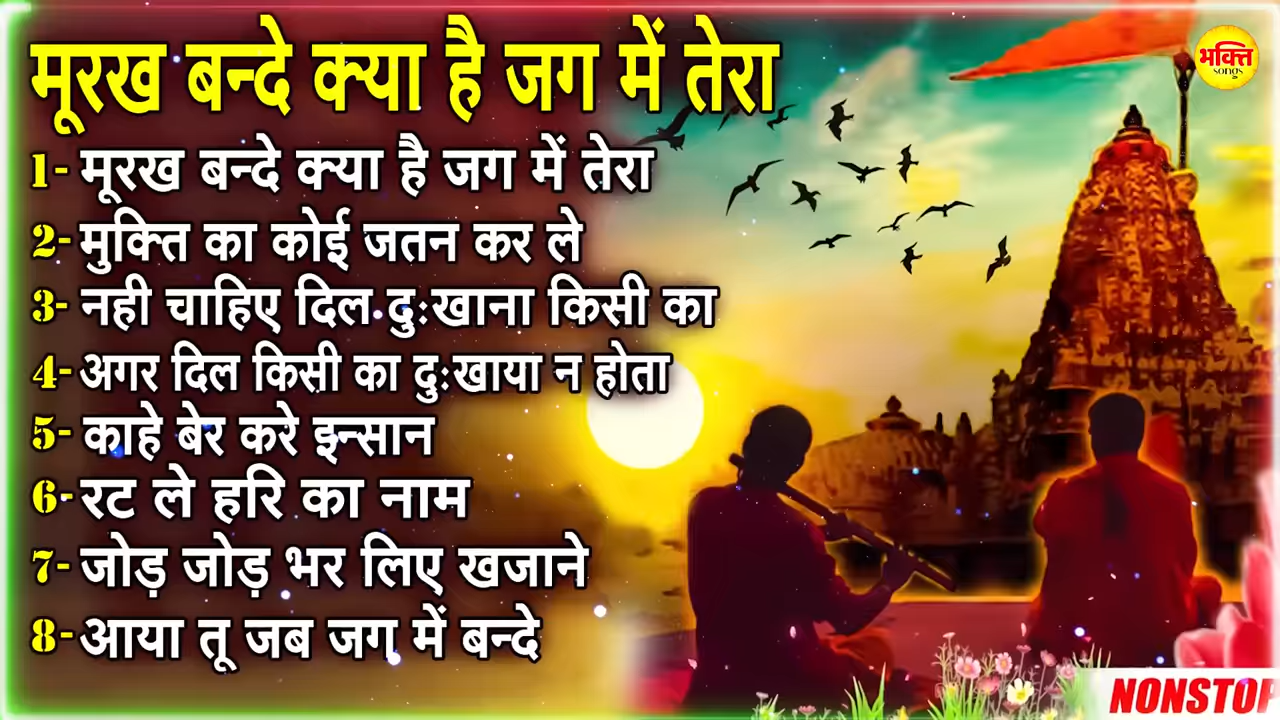 मूरख बन्दे क्या है जग में तेरा
भक्ति
songs
1- मूरख बन्दे क्या है जग में तेरा
2- मुक्ति का कोई जतन कर ले
3- नही चाहिए दिल दुःखाना किसी का
4- अगर दिल किसी का दुःखाया न होता
5- काहे बेर करे इन्सान
6- रट ले हरि का नाम
7- जोड़ जोड़ भर लिए खजाने
8- आया तू जब जग में बन्दे
NONSTOP